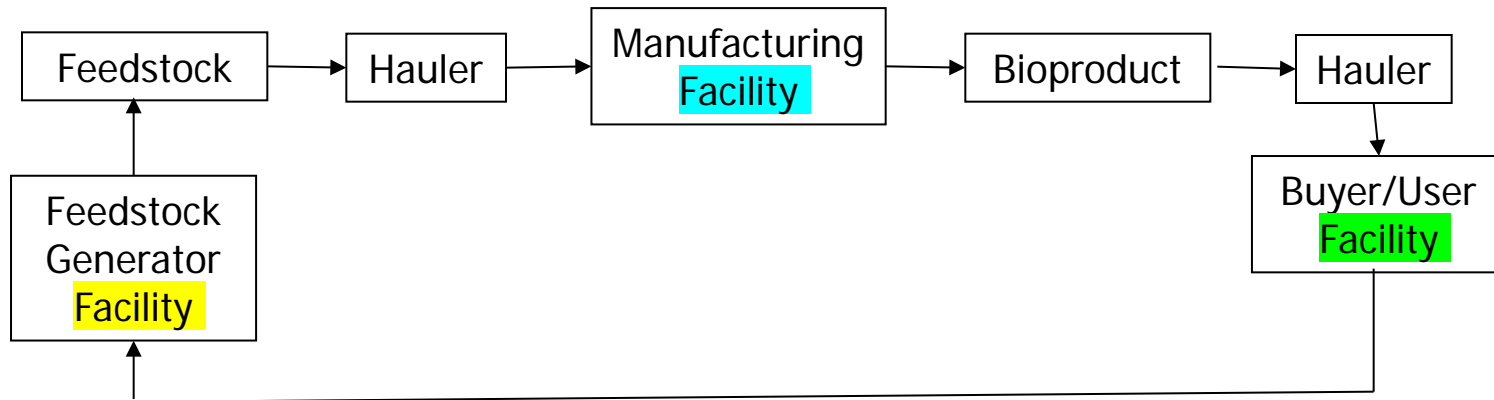 Feedstock
Hauler
Manufacturing
Facility
Bioproduct
Hauler
Buyer/User
Facility
Feedstock
Generator
Facility